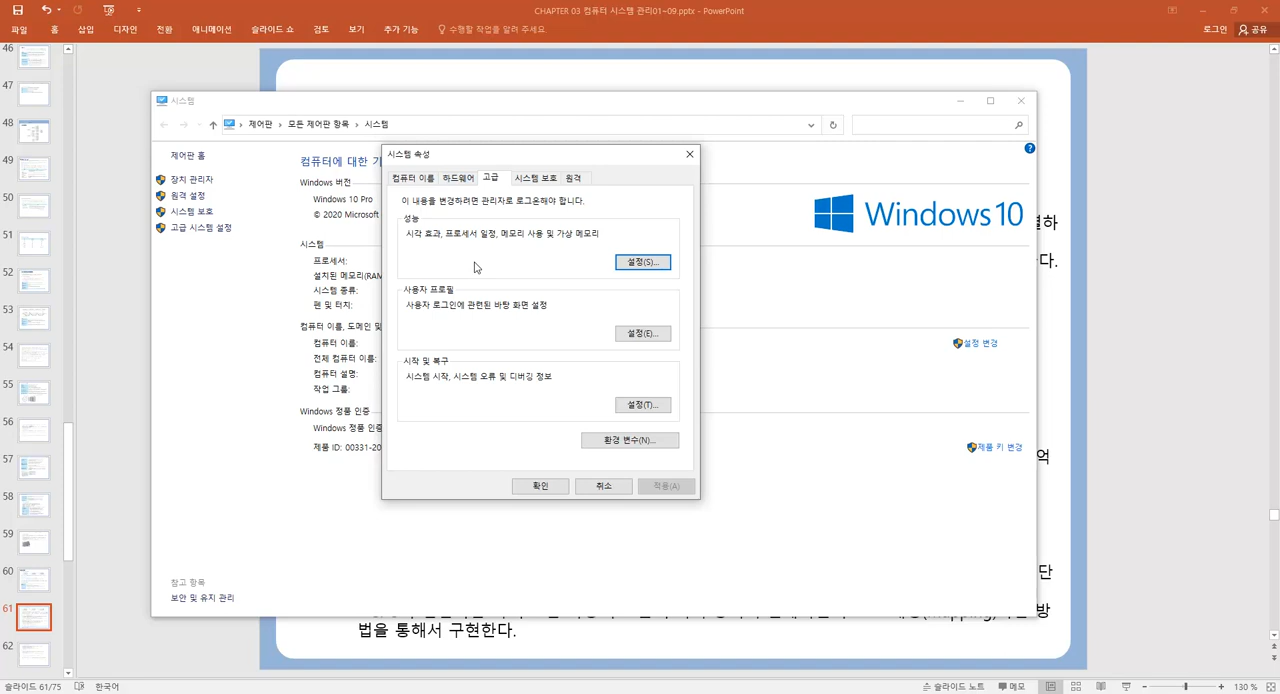 CHAPTER 03 컴퓨터 시스템 관리01~09.pptx - PowerPoint
파일 홈 삽입 디자인 전환 애니메이션 슬라이드 쇼 검토 보기 추가 기능 수행할 작업을 알려 주세요. 로그인 공유
46
47
48
49
50
51
52
53
54
55
56
57
58
59
60
61
62
시스템
제어판 › 모든 제어판 항목 › 시스템
제어판 홈
장치 관리자
원격 설정
시스템 보호
고급 시스템 설정
참고 항목
보안 및 유지 관리
컴퓨터에 대한 기
Windows 버전
Windows 10 Pro
© 2020 Microsoft
시스템
프로세서:
설치된 메모리(RAM
시스템 종류:
펜 및 터치:
컴퓨터 이름, 도메인 및
컴퓨터 이름:
전체 컴퓨터 이름:
컴퓨터 설명:
작업 그룹:
Windows 정품 인증
Windows 정품 인증
제품 ID: 00331-20
Windows 10
설정 변경
제품 키 변경
시스템 속성
컴퓨터 이름 하드웨어 고급 시스템 보호 원격
이 내용을 변경하려면 관리자로 로그온해야 합니다.
성능
시각 효과, 프로세서 일정, 메모리 사용 및 가상 메모리
설정(S)...
사용자 프로필
사용자 로그인에 관련된 바탕 화면 설정
설정(E)...
시작 및 복구
시스템 시작, 시스템 오류 및 디버깅 정보
설정(T)...
환경 변수(N)...
확인 취소 적용(A)
하
다.
억
단
방
법을 통해서 구현한다.
슬라이드 61/75 한국어 슬라이드 노트 메모 130 %